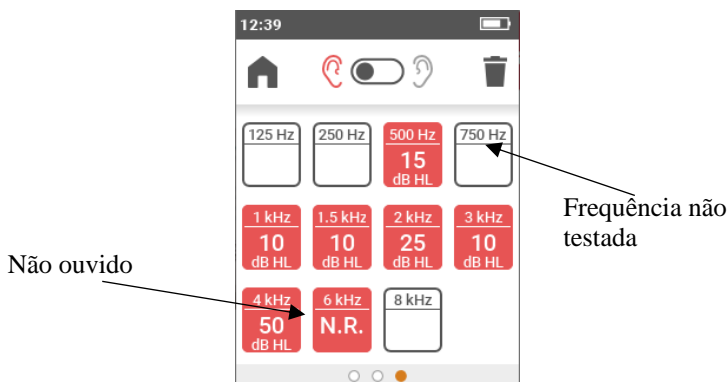 12:39
125 Hz 250 Hz 500 Hz 750 Hz
15
dB HL
Frequência não
testada
1 kHz 1.5 kHz 2 kHz 3 kHz
10 10 25 10
dB HL dB HL dB HL dB HL
Não ouvido
4 kHz 6 kHz 8 kHz
50 N.R.
dB HL